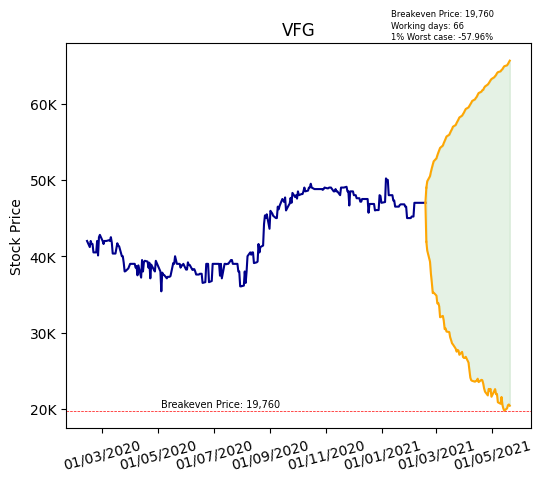 Breakeven Price: 19,760
Working days: 66
1% Worst case: -57.96%
VFG
Stock Price
60K
50K
40K
30K
20K
Breakeven Price: 19,760
01/03/2020
01/05/2020
01/07/2020
01/09/2020
01/11/2020
01/01/2021
01/03/2021
01/05/2021